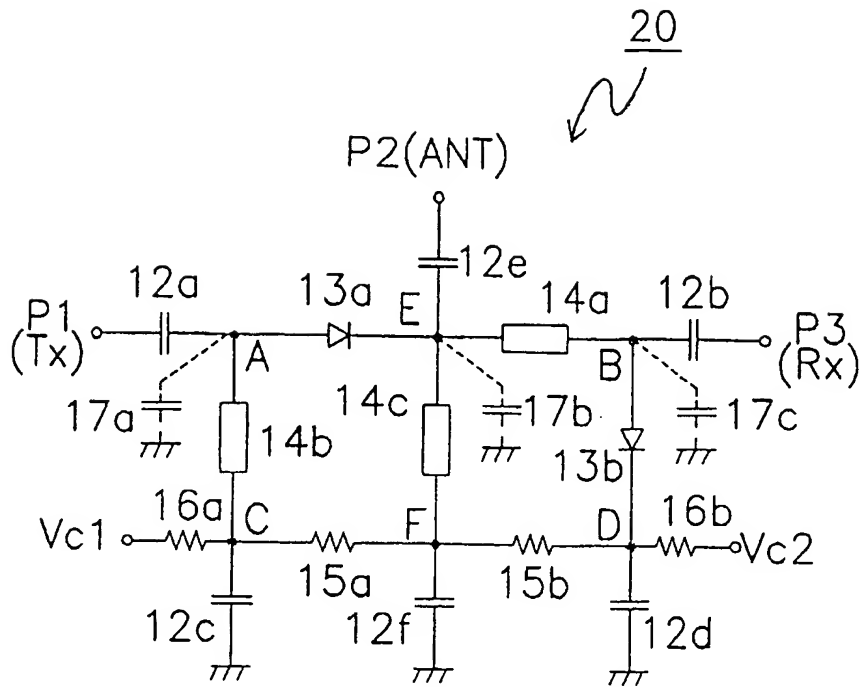 20
P2(ANT)
12e
12a
13a
E
14a
12b
P1
(Tx)
A
B
P3
(Rx)
17a
14b
14c
17b
13b
17c
Vc1
16a
C
F
D
16b
Vc2
15a
15b
12c
12f
12d